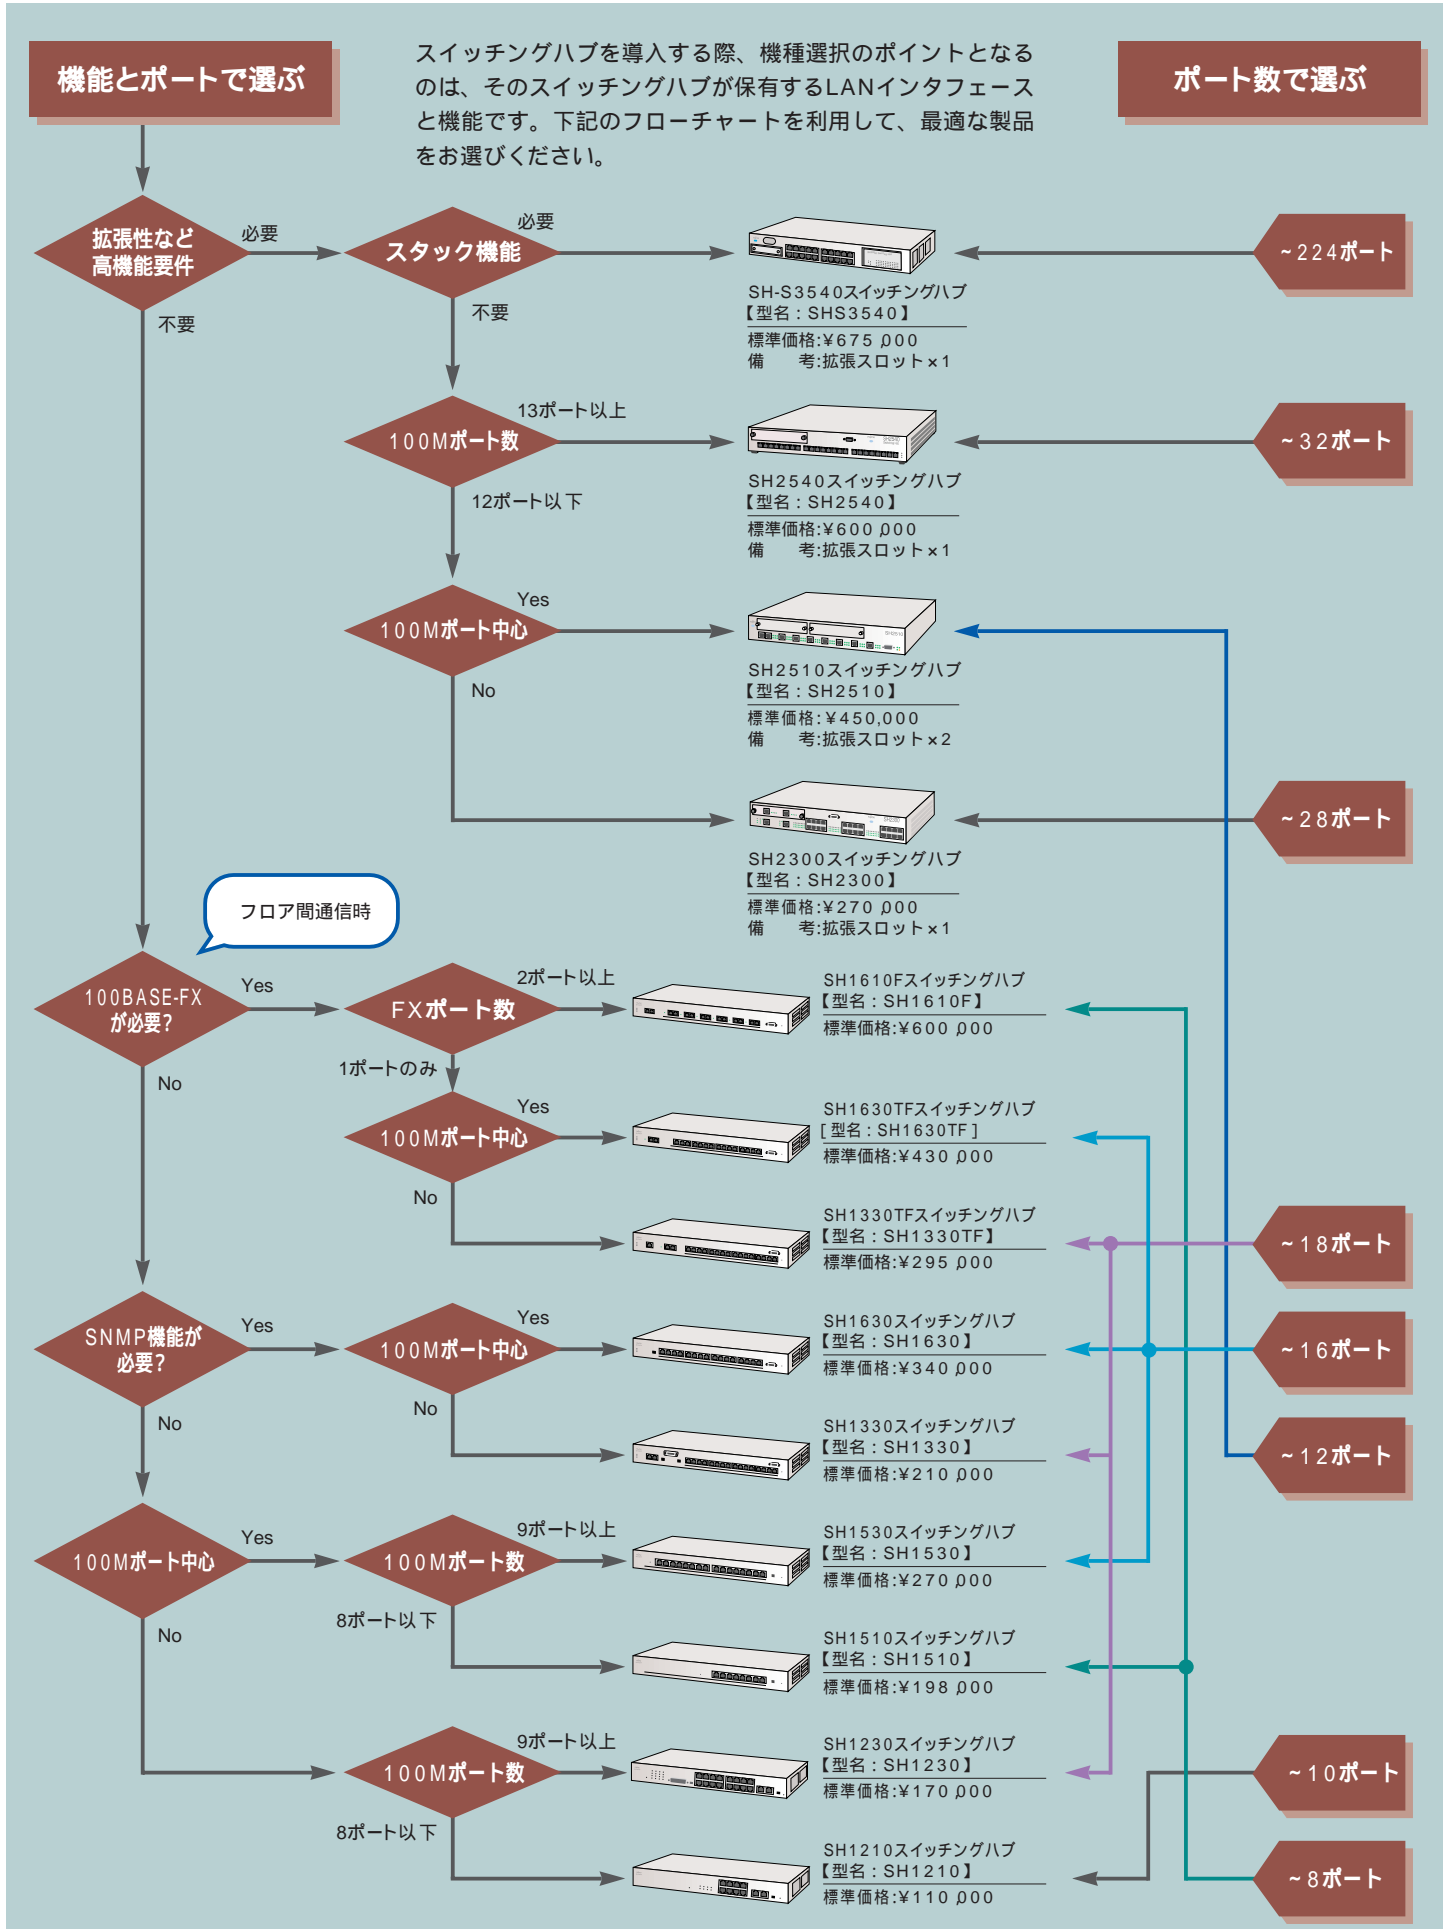 機能とポートで選ぶ
スイッチングハブを導入する際、機種選択のポイントとなる
のは、そのスイッチングハブが保有するLANインタフェース
と機能です。下記のフローチャートを利用して、最適な製品
をお選びください。
ポート数で選ぶ
拡張性など
高機能要件
必要
不要
スタック機能
必要
不要
SH-S3540スイッチングハブ
【型名：SHS3540】
標準価格:¥675,000
備　　考:拡張スロット×1
~224ポート
100Mポート数
13ポート以上
12ポート以下
SH2540スイッチングハブ
【型名：SH2540】
標準価格:¥600,000
備　　考:拡張スロット×1
~32ポート
100Mポート中心
Yes
No
SH2510スイッチングハブ
【型名：SH2510】
標準価格:¥450,000
備　　考:拡張スロット×2
SH2300スイッチングハブ
【型名：SH2300】
標準価格:¥270,000
備　　考:拡張スロット×1
~28ポート
フロア間通信時
100BASE-FX
が必要?
Yes
No
FXポート数
2ポート以上
1ポートのみ
SH1610Fスイッチングハブ
【型名：SH1610F】
標準価格:¥600,000
100Mポート中心
Yes
No
SH1630TFスイッチングハブ
[型名：SH1630TF]
標準価格:¥430,000
SH1330TFスイッチングハブ
【型名：SH1330TF】
標準価格:¥295,000
~18ポート
SNMP機能が
必要?
Yes
No
100Mポート中心
Yes
No
SH1630スイッチングハブ
【型名：SH1630】
標準価格:¥340,000
~16ポート
SH1330スイッチングハブ
【型名：SH1330】
標準価格:¥210,000
~12ポート
100Mポート中心
Yes
No
100Mポート数
9ポート以上
8ポート以下
SH1530スイッチングハブ
【型名：SH1530】
標準価格:¥270,000
SH1510スイッチングハブ
【型名：SH1510】
標準価格:¥198,000
100Mポート数
9ポート以上
8ポート以下
SH1230スイッチングハブ
【型名：SH1230】
標準価格:¥170,000
~10ポート
SH1210スイッチングハブ
【型名：SH1210】
標準価格:¥110,000
~8ポート